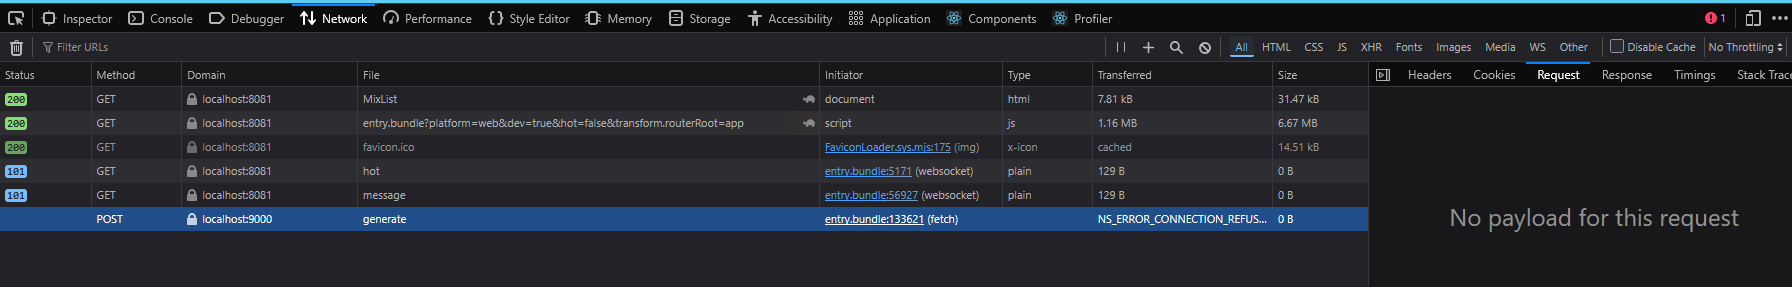 Inspector Console Debugger Network Performance Style Editor Memory Storage Accessibility Application Components Profiler 1
Filter URLs All HTML CSS JS XHR Fonts Images Media WS Other Disable Cache No Throttling
Status Method Domain File Initiator Type Transferred Size Headers Cookies Request Response Timings Stack Trace
200 GET localhost:8081 MixList document html 7.81 kB 31.47 kB
200 GET localhost:8081 entry.bundle?platform=web&dev=true&hot=false&transform.routerRoot=app script js 1.16 MB 6.67 MB
200 GET localhost:8081 favicon.ico FaviconLoader.sys.mjs:175 (img) x-icon cached 14.51 kB
101 GET localhost:8081 hot entry.bundle:5171 (websocket) plain 129 B 0 B
101 GET localhost:8081 message entry.bundle:56927 (websocket) plain 129 B 0 B
POST localhost:9000 generate entry.bundle:133621 (fetch) NS_ERROR_CONNECTION_REFUS... 0 B
No payload for this request